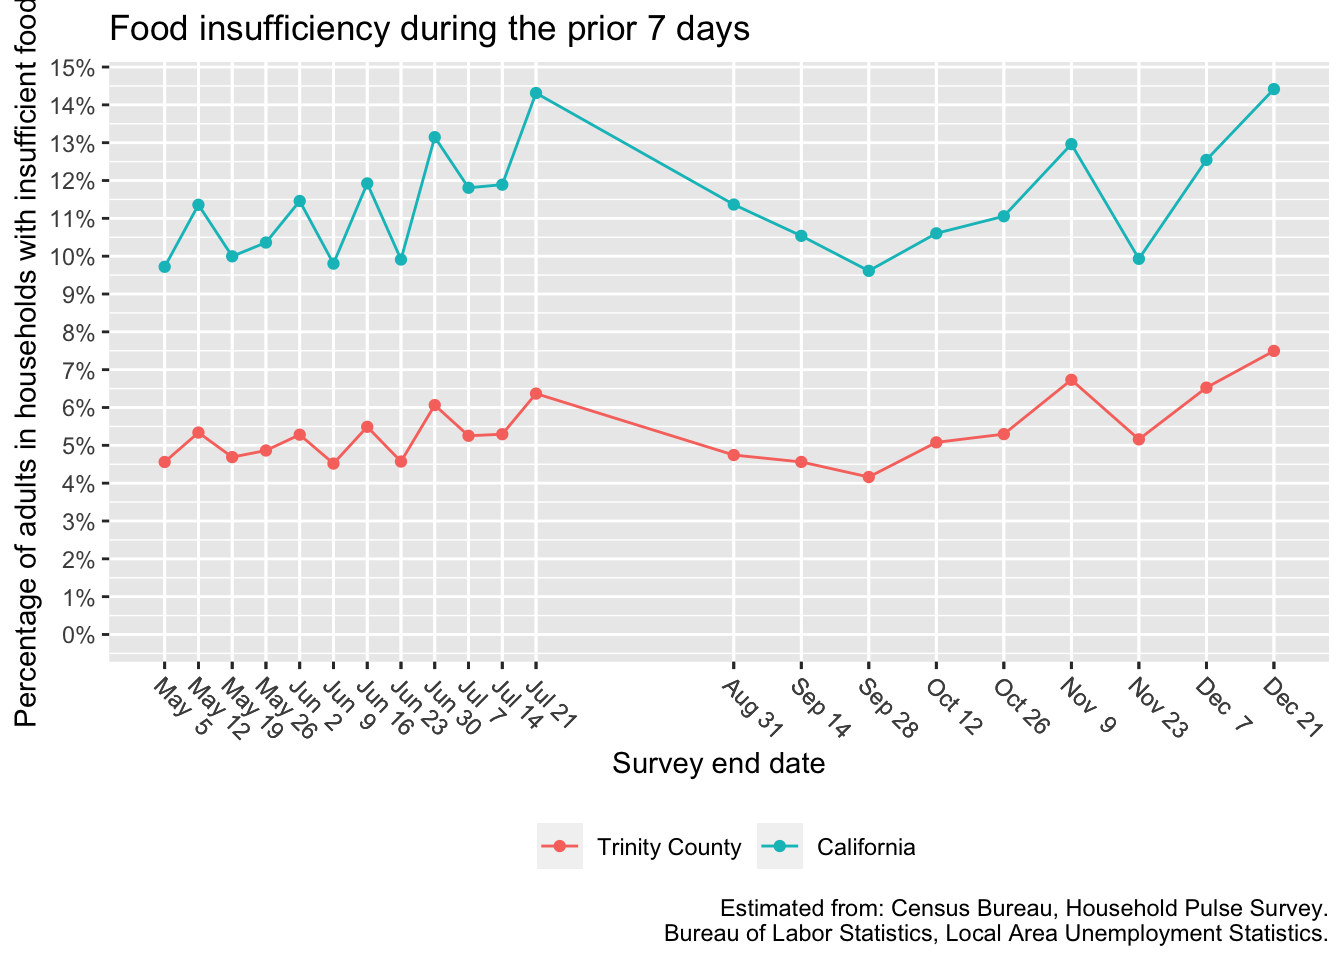 Food insufficiency during the prior 7 days
Percentage of adults in households with insufficient food
15%
14%
13%
12%
11%
10%
9%
8%
7%
6%
5%
4%
3%
2%
1%
0%
May 5
May 12
May 19
May 26
Jun 2
Jun 9
Jun 16
Jun 23
Jun 30
Jul 7
Jul 14
Jul 21
Aug 31
Sep 14
Sep 28
Oct 12
Oct 26
Nov 9
Nov 23
Dec 7
Dec 21
Survey end date
Trinity County
California
Estimated from: Census Bureau, Household Pulse Survey.
Bureau of Labor Statistics, Local Area Unemployment Statistics.